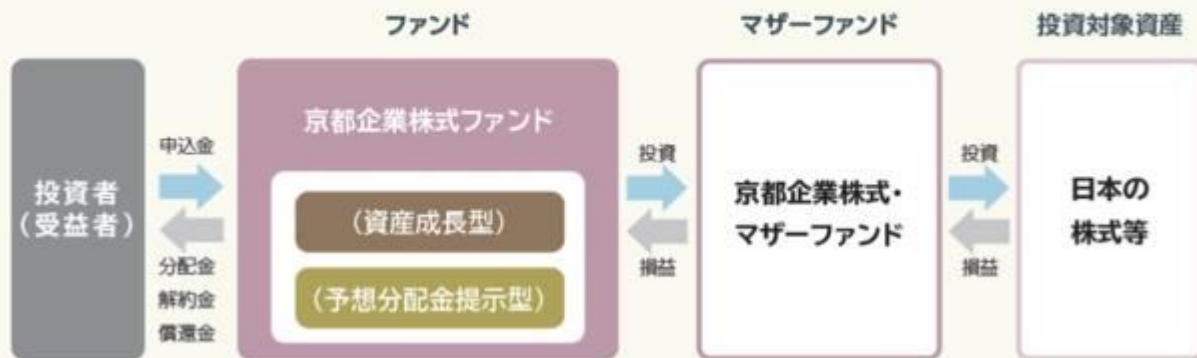 ファンド
マザーファンド
投資対象資産
投資者
(受益者)
申込金
分配金
解約金
償還金
京都企業株式ファンド
(資産成長型)
(予想分配金提示型)
投資
損益
京都企業株式・
マザーファンド
投資
損益
日本の
株式等